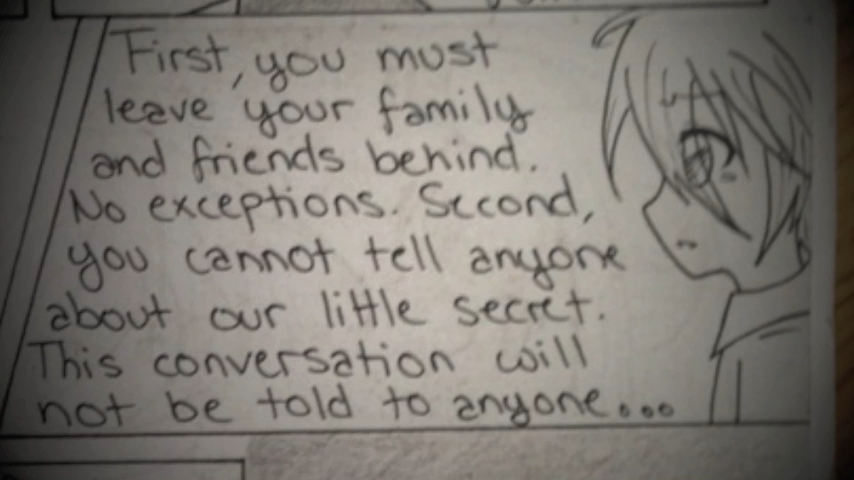 First, you must
leave your family
and friends behind.
No exceptions. Second,
you cannot tell anyone
about our little secret.
This conversation will
not be told to anyone...